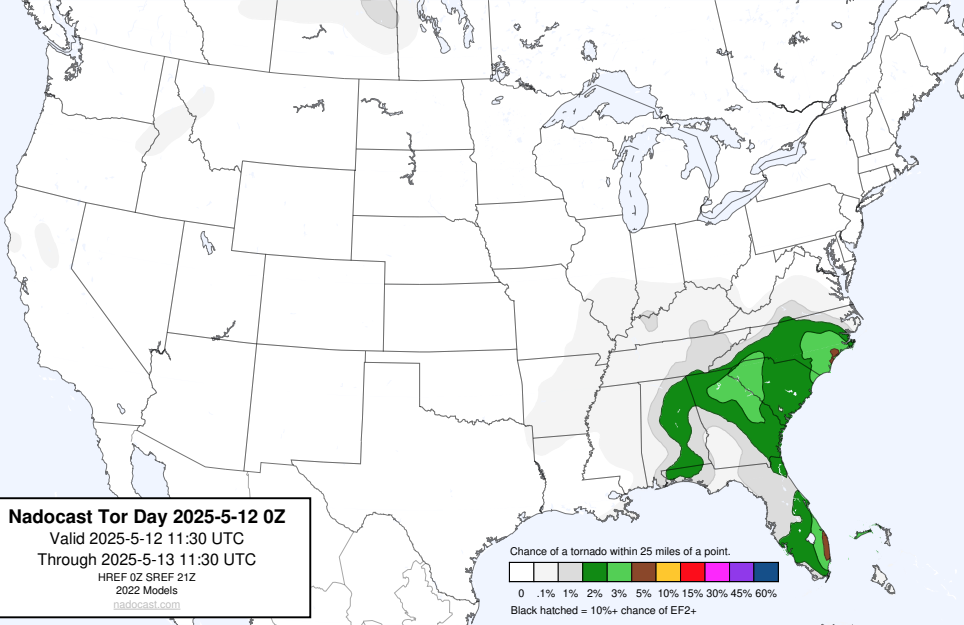 Nadocast Tor Day 2025-5-12 0Z
Valid 2025-5-12 11:30 UTC
Through 2025-5-13 11:30 UTC
HREF 0Z SREF 21Z
2022 Models
nadocast.com
Chance of a tornado within 25 miles of a point.
0 .1% 1% 2% 3% 5% 10% 15% 30% 45% 60%
Black hatched = 10%+ chance of EF2+